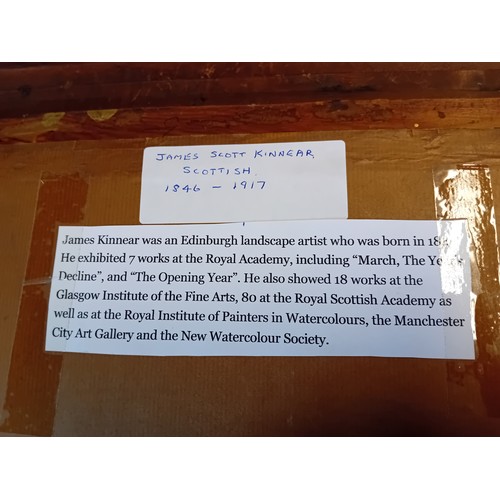 JAMES SCOTT KINNEAR,
SCOTTISH.
1846 – 1917
James Kinnear was an Edinburgh landscape artist who was born in
He exhibited 7 works at the Royal Academy, including “March, The Year's
Decline”, and “The Opening Year”. He also showed 18 works at the
Glasgow Institute of the Fine Arts, 80 at the Royal Scottish Academy as
well as at the Royal Institute of Painters in Watercolours, the Manchester
City Art Gallery and the New Watercolour Society.